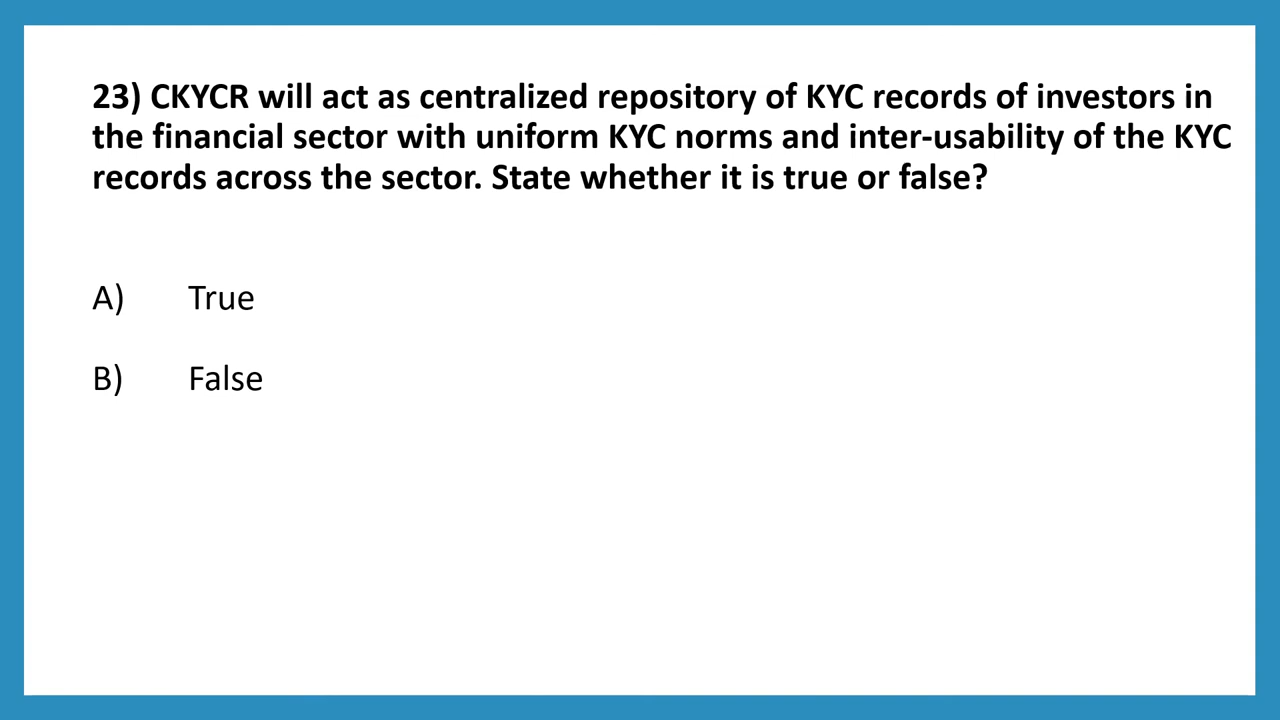 23) CKYCR will act as centralized repository of KYC records of investors in
the financial sector with uniform KYC norms and inter-usability of the KYC
records across the sector. State whether it is true or false?
A) True
B) False